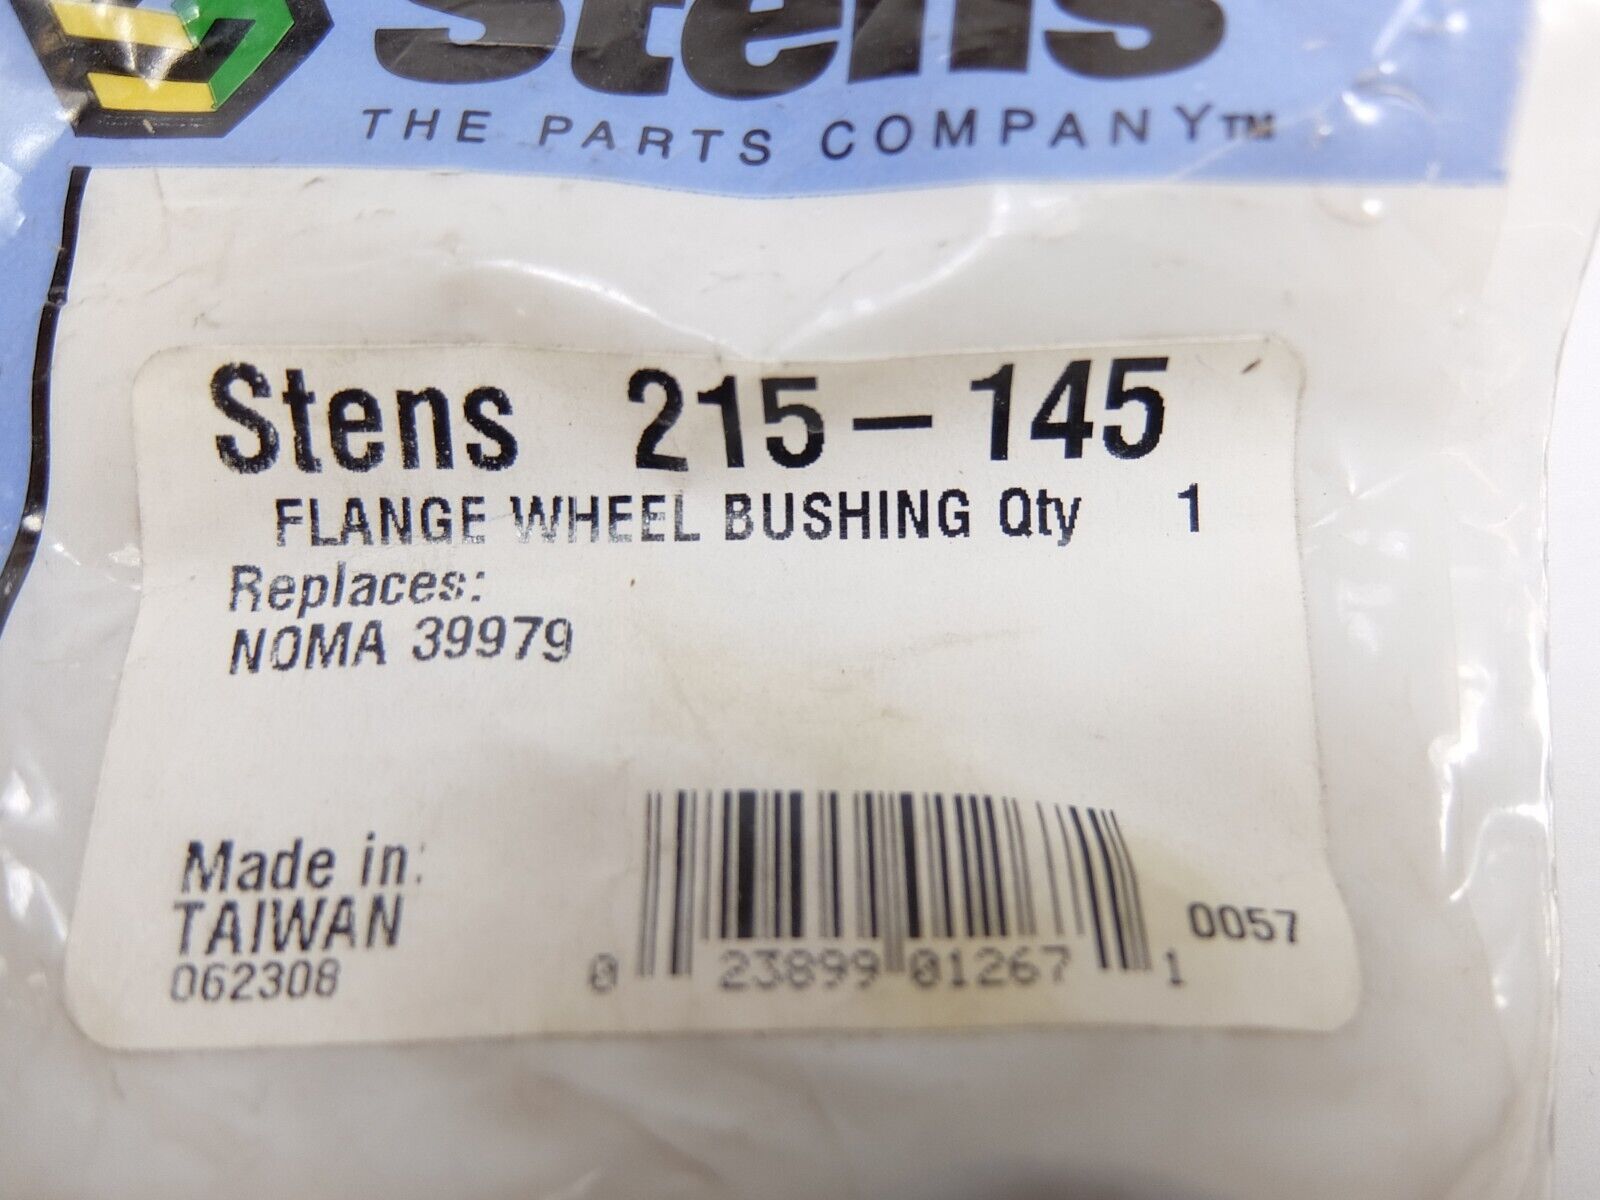 Stens
THE PARTS COMPANY™
Stens 215-145
FLANGE WHEEL BUSHING Qty 1
Replaces:
NOMA 39979
Made in:
TAIWAN
062308
0057
0 23899 01267 1